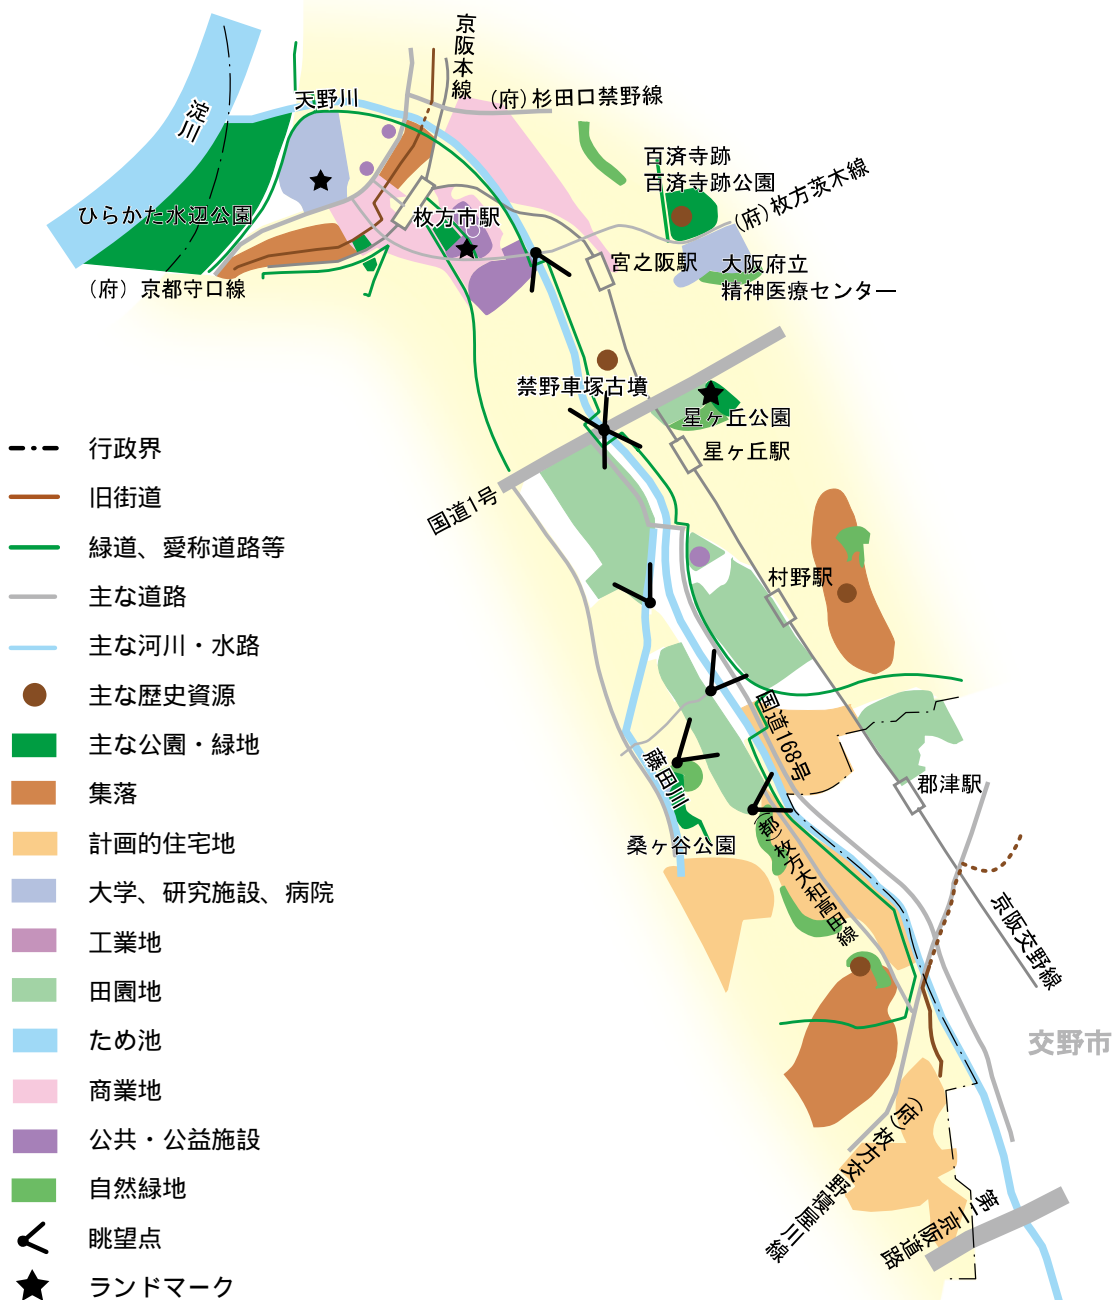 京阪本線
天野川
(府)杉田口禁野線
淀川
百済寺跡
百済寺跡公園
(府)枚方茨木線
ひらかた水辺公園
枚方市駅
宮之阪駅
大阪府立
精神医療センター
(府)京都守口線
禁野車塚古墳
星ヶ丘公園
星ヶ丘駅
国道1号
村野駅
国道168号
藤田川
郡津駅
桑ヶ谷公園
(都)枚方大和高田線
京阪交野線
交野市
(府)枚方交野寝屋川線
第二京阪道路
行政界
旧街道
緑道、愛称道路等
主な道路
主な河川・水路
主な歴史資源
主な公園・緑地
集落
計画的住宅地
大学、研究施設、病院
工業地
田園地
ため池
商業地
公共・公益施設
自然緑地
眺望点
ランドマーク